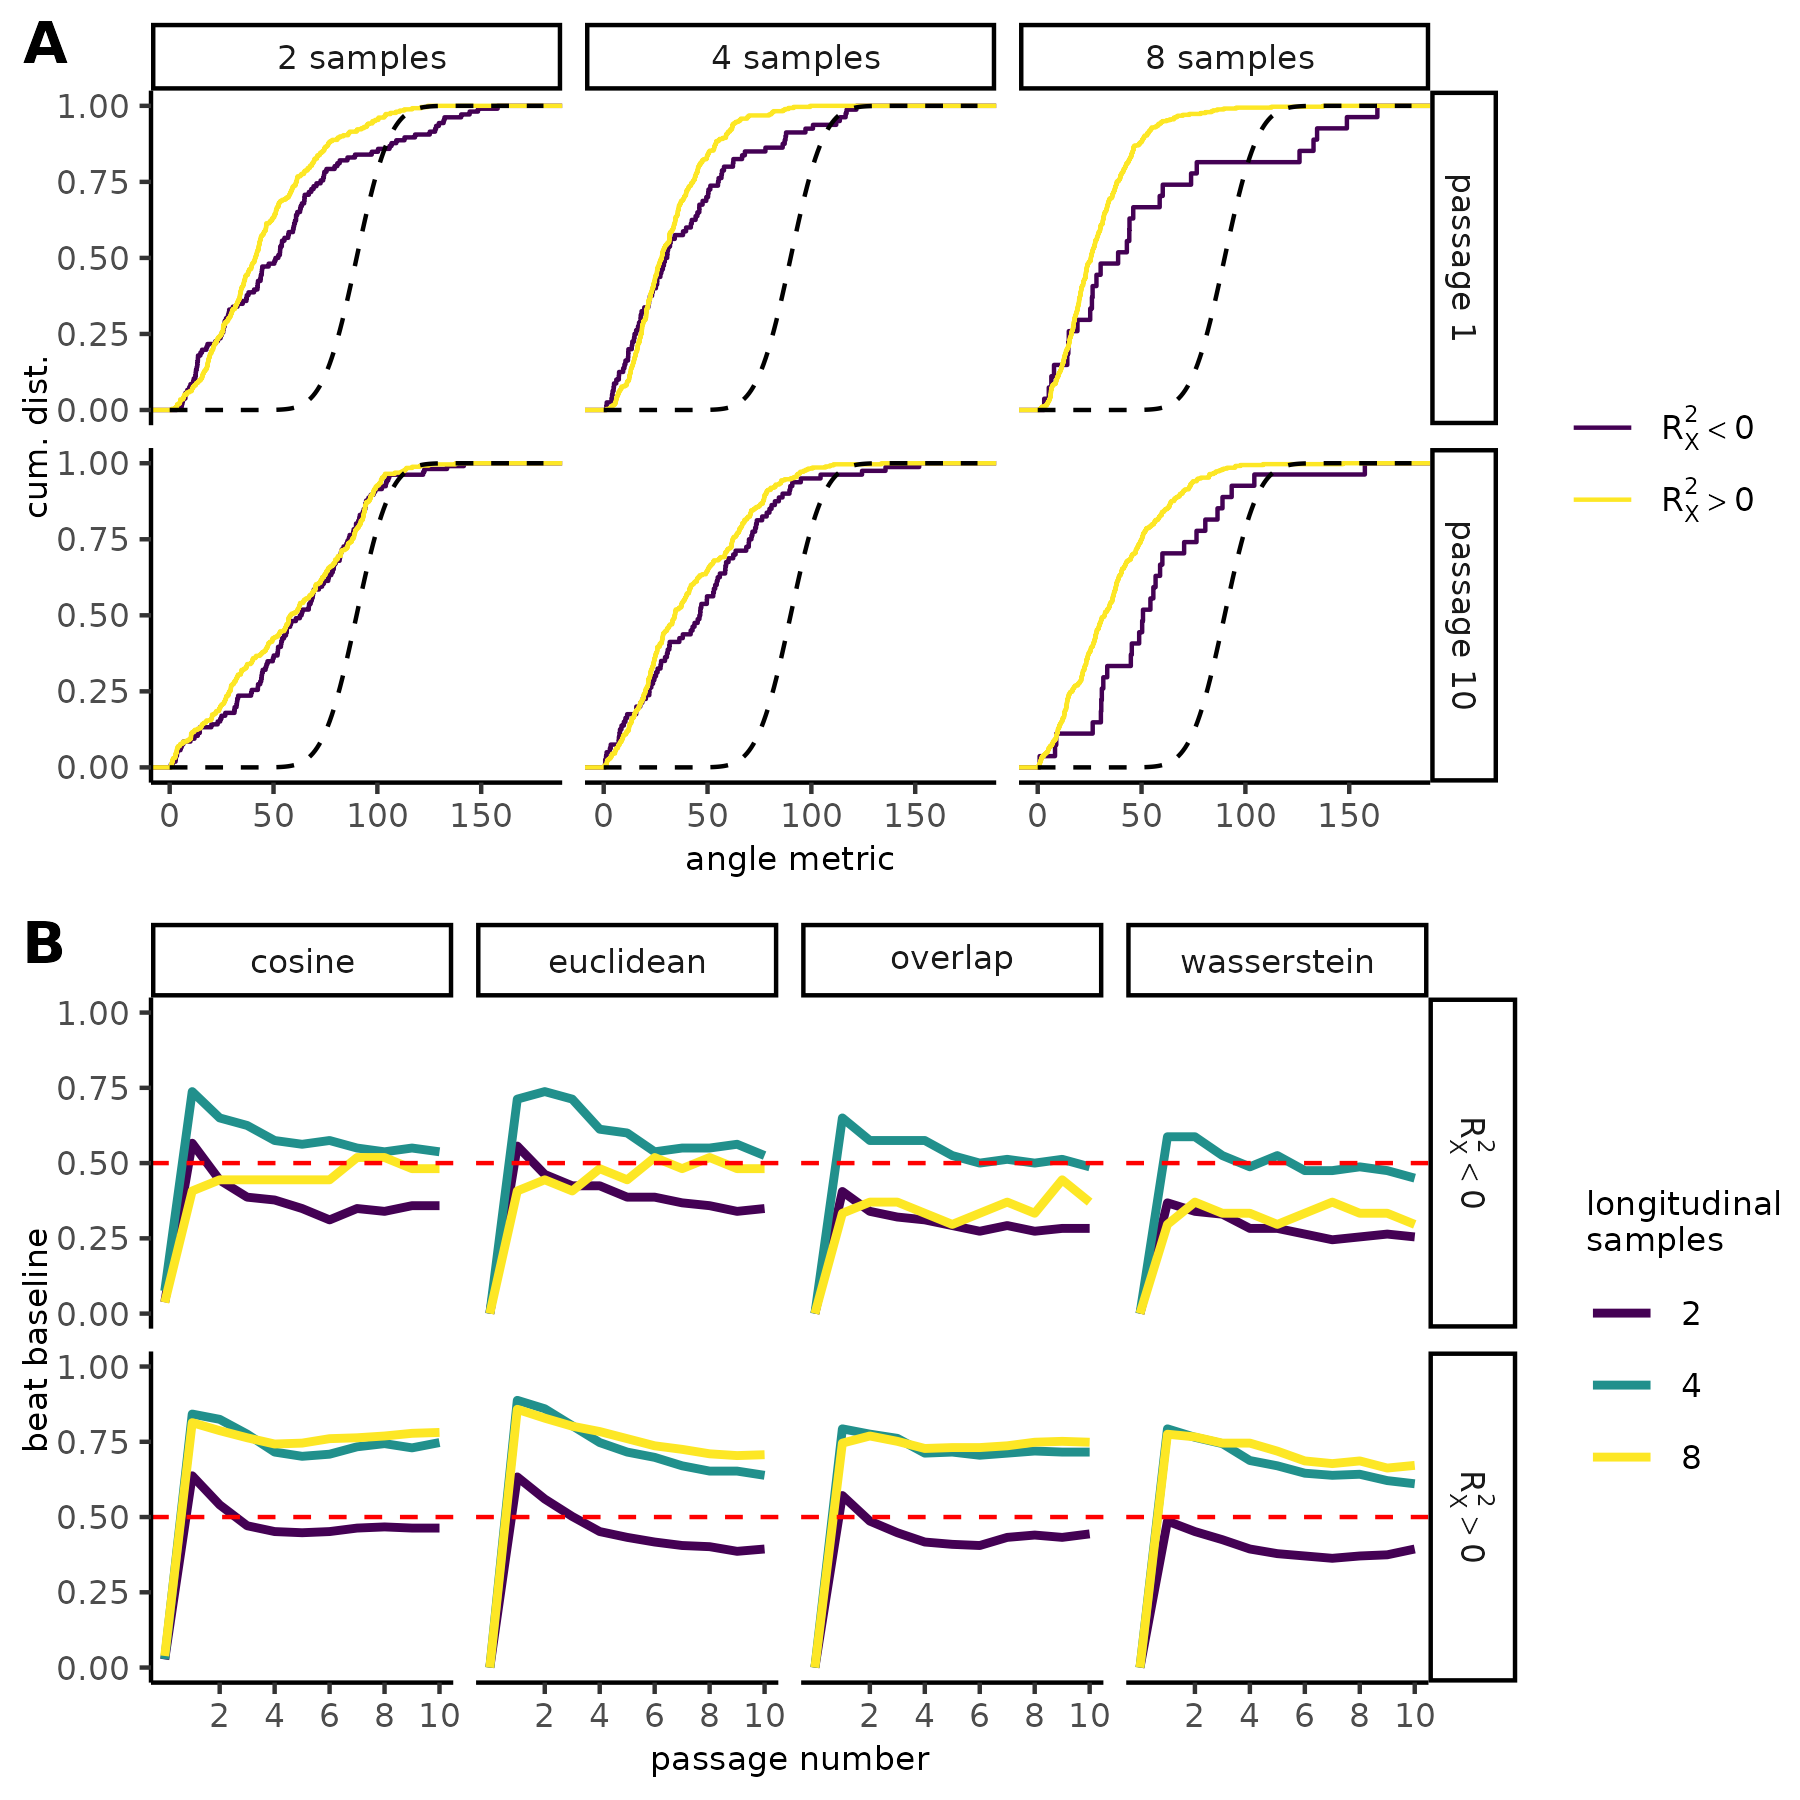 A
2 samples 4 samples 8 samples
1.00
0.75
0.50
0.25
0.00
passage 1
1.00
0.75
0.50
0.25
0.00
passage 10
cum. dist.
0 50 100 150 0 50 100 150 0 50 100 150
angle metric
R²X < 0
R²X > 0
B
cosine euclidean overlap wasserstein
1.00
0.75
0.50
0.25
0.00
R²X < 0
1.00
0.75
0.50
0.25
0.00
R²X > 0
beat baseline
2 4 6 8 10 2 4 6 8 10 2 4 6 8 10 2 4 6 8 10
passage number
longitudinal
samples
2
4
8